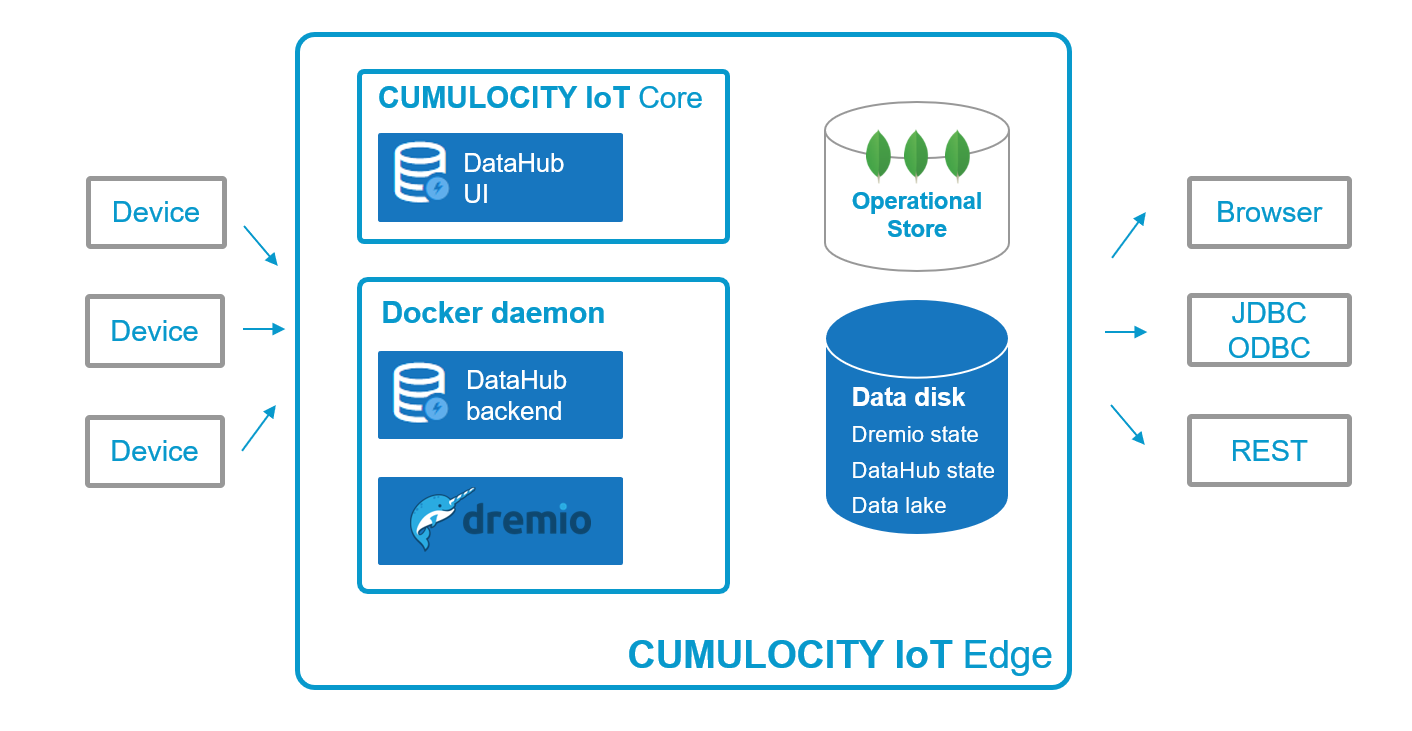 Device
Device
Device
CUMULOCITY IoT Core
DataHub
UI
Docker daemon
DataHub
backend
dremio
Operational
Store
Data disk
Dremio state
DataHub state
Data lake
CUMULOCITY IoT Edge
Browser
JDBC
ODBC
REST